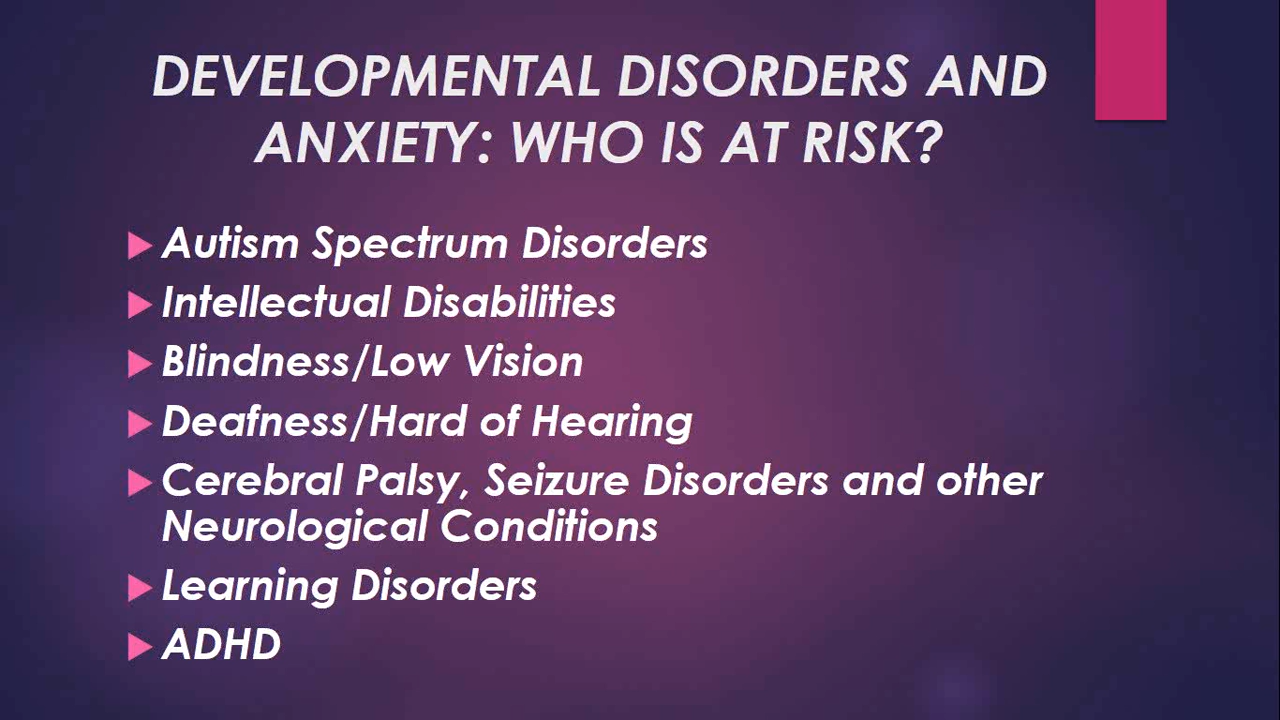 DEVELOPMENTAL DISORDERS AND
ANXIETY: WHO IS AT RISK?
Autism Spectrum Disorders
Intellectual Disabilities
Blindness/Low Vision
Deafness/Hard of Hearing
Cerebral Palsy, Seizure Disorders and other
Neurological Conditions
Learning Disorders
ADHD